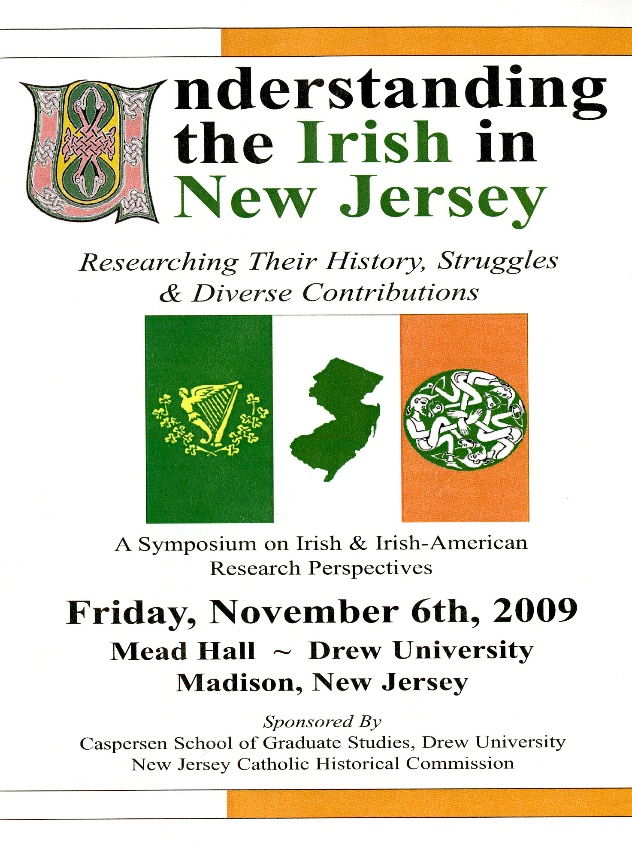 Understanding
the Irish in
New Jersey
Researching Their History, Struggles
& Diverse Contributions
A Symposium on Irish & Irish-American
Research Perspectives
Friday, November 6th, 2009
Mead Hall ~ Drew University
Madison, New Jersey
Sponsored By
Caspersen School of Graduate Studies, Drew University
New Jersey Catholic Historical Commission